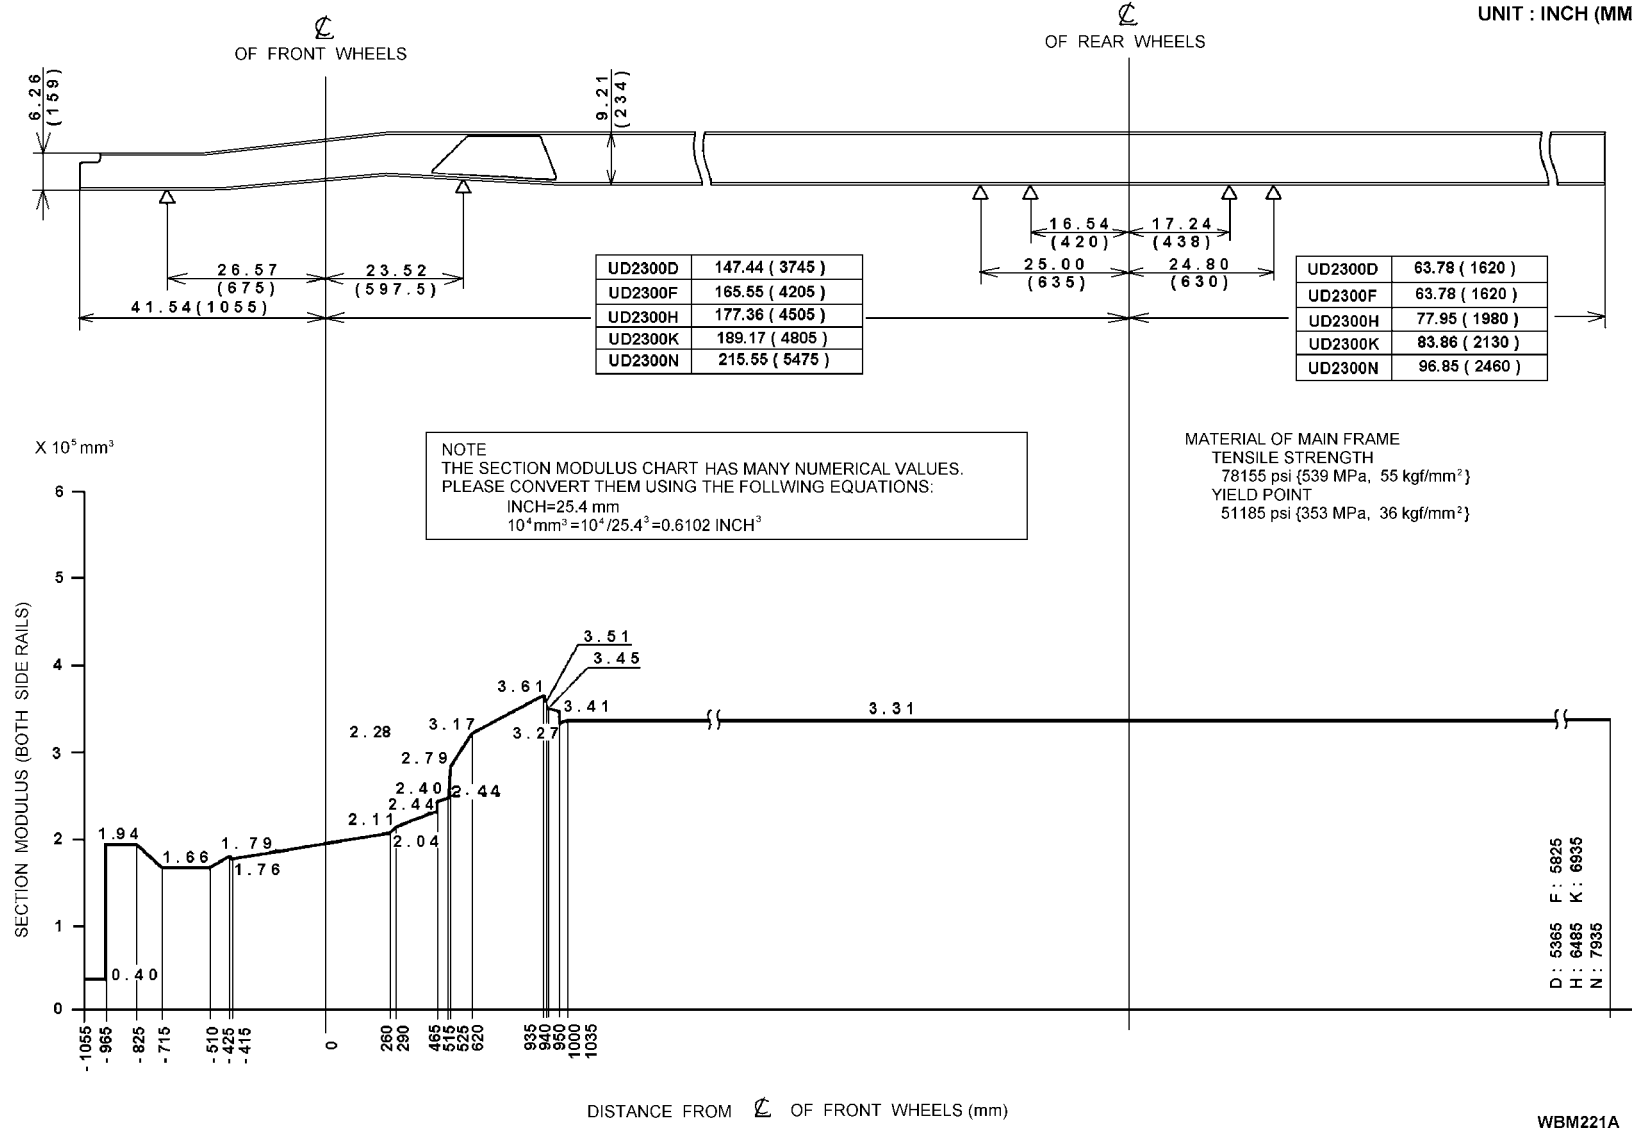 UNIT : INCH (MM
℄
OF FRONT WHEELS
℄
OF REAR WHEELS
6.26
(159)
9.21
(234)
26.57
(675)
23.52
(597.5)
41.54(1055)
16.54
(420)
17.24
(438)
25.00
(635)
24.80
(630)
UD2300D 147.44 ( 3745 )
UD2300F 165.55 ( 4205 )
UD2300H 177.36 ( 4505 )
UD2300K 189.17 ( 4805 )
UD2300N 215.55 ( 5475 )
UD2300D 63.78 ( 1620 )
UD2300F 63.78 ( 1620 )
UD2300H 77.95 ( 1980 )
UD2300K 83.86 ( 2130 )
UD2300N 96.85 ( 2460 )
X 10⁵ mm³
NOTE
THE SECTION MODULUS CHART HAS MANY NUMERICAL VALUES.
PLEASE CONVERT THEM USING THE FOLLWING EQUATIONS:
INCH=25.4 mm
10⁴mm³=10⁴/25.4³=0.6102 INCH³
MATERIAL OF MAIN FRAME
TENSILE STRENGTH
78155 psi {539 MPa, 55 kgf/mm²}
YIELD POINT
51185 psi {353 MPa, 36 kgf/mm²}
SECTION MODULUS (BOTH SIDE RAILS)
6
5
4
3
2
1
0
3.51
3.45
3.61
3.41
3.31
3.17
3.27
2.28
2.79
2.40
2.44
2.44
2.11
2.04
1.94
1.79
1.66
1.76
0.40
D : 5365 F : 5825
H : 6485 K : 6935
N : 7935
- 1055
- 965
- 825
- 715
- 510
- 425
- 415
0
260
290
465
515
525
620
935
940
950
1000
1035
DISTANCE FROM ℄ OF FRONT WHEELS (mm)
WBM221A